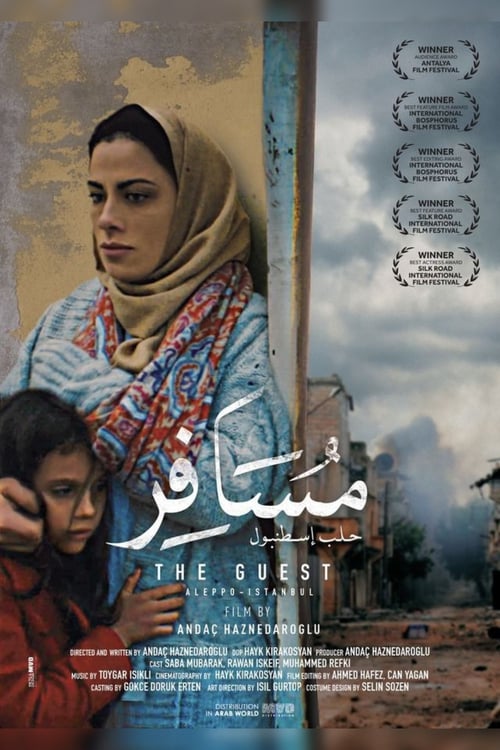 WINNER
AUDIENCE AWARD
ANTALYA
FILM FESTIVAL
WINNER
BEST FEATURE FILM AWARD
INTERNATIONAL
BOSPHORUS
FILM FESTIVAL
WINNER
BEST EDITING AWARD
INTERNATIONAL
BOSPHORUS
FILM FESTIVAL
WINNER
BEST FEATURE AWARD
SILK ROAD
INTERNATIONAL
FILM FESTIVAL
WINNER
BEST ACTRESS AWARD
SILK ROAD
INTERNATIONAL
FILM FESTIVAL
مُسَافِر
حلب إسطنبول
THE GUEST
ALEPPO-ISTANBUL
FILM BY
ANDAÇ HAZNEDAROGLU
DIRECTED AND WRITTEN BY ANDAÇ HAZNEDAROGLU DOP HAYK KIRAKOSYAN PRODUCER ANDAÇ HAZNEDAROGLU
CAST SABA MUBARAK, RAWAN ISKEIF, MUHAMMED REFKI
MUSIC BY TOYGAR ISIKLI CINEMATOGRAPHY BY HAYK KIRAKOSYAN FILM EDITING BY AHMED HAFEZ, CAN YAGAN
CASTING BY GÖKCE DORUK ERTEN ART DIRECTION BY ISIL GURTOP COSTUME DESIGN BY SELIN SOZEN
DISTRIBUTION
IN ARAB WORLD
MVO
DISTRIBUTION